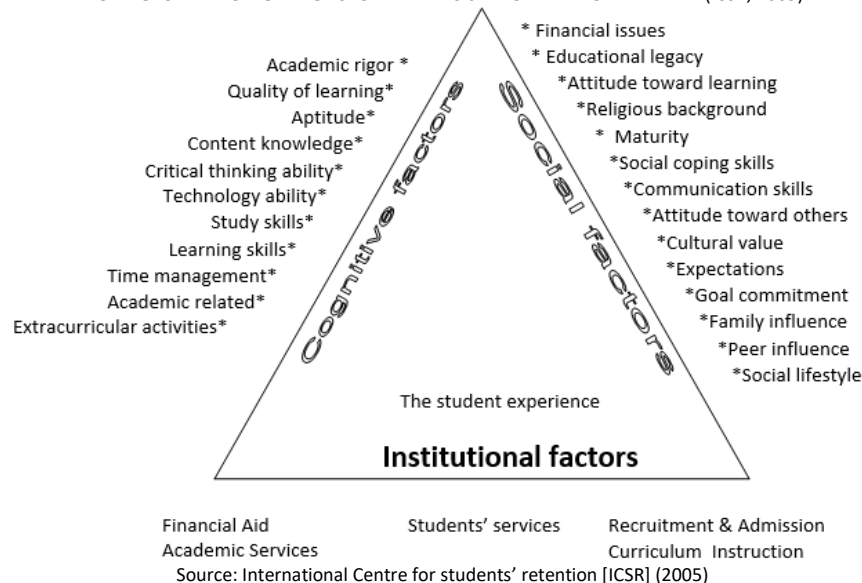 * Financial issues
* Educational legacy
*Attitude toward learning
*Religious background
* Maturity
*Social coping skills
*Communication skills
*Attitude toward others
*Cultural value
*Expectations
*Goal commitment
*Family influence
*Peer influence
*Social lifestyle
Academic rigor *
Quality of learning*
Aptitude*
Content knowledge*
Critical thinking ability*
Technology ability*
Study skills*
Learning skills*
Time management*
Academic related*
Extracurricular activities*
Cognitive factors
Social factors
The student experience
Institutional factors
Financial Aid
Academic Services
Students’ services
Recruitment & Admission
Curriculum Instruction
Source: International Centre for students’ retention [ICSR] (2005)